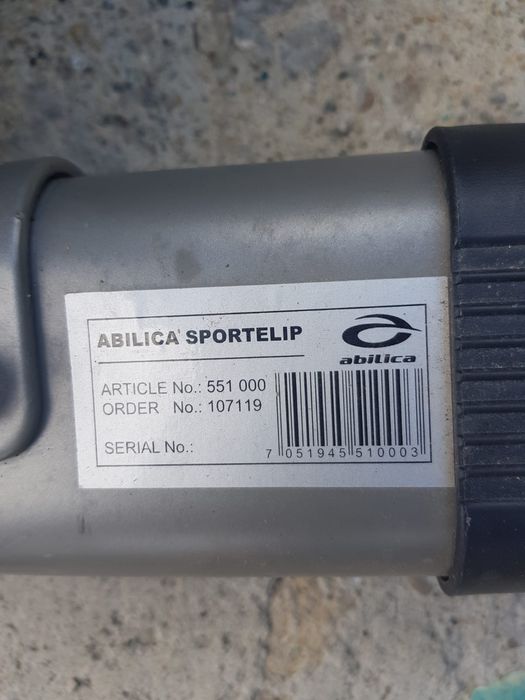 ABILICA SPORTELIP
abilica
ARTICLE No.: 551 000
ORDER No.: 107119
SERIAL No.:
7 051945 510003